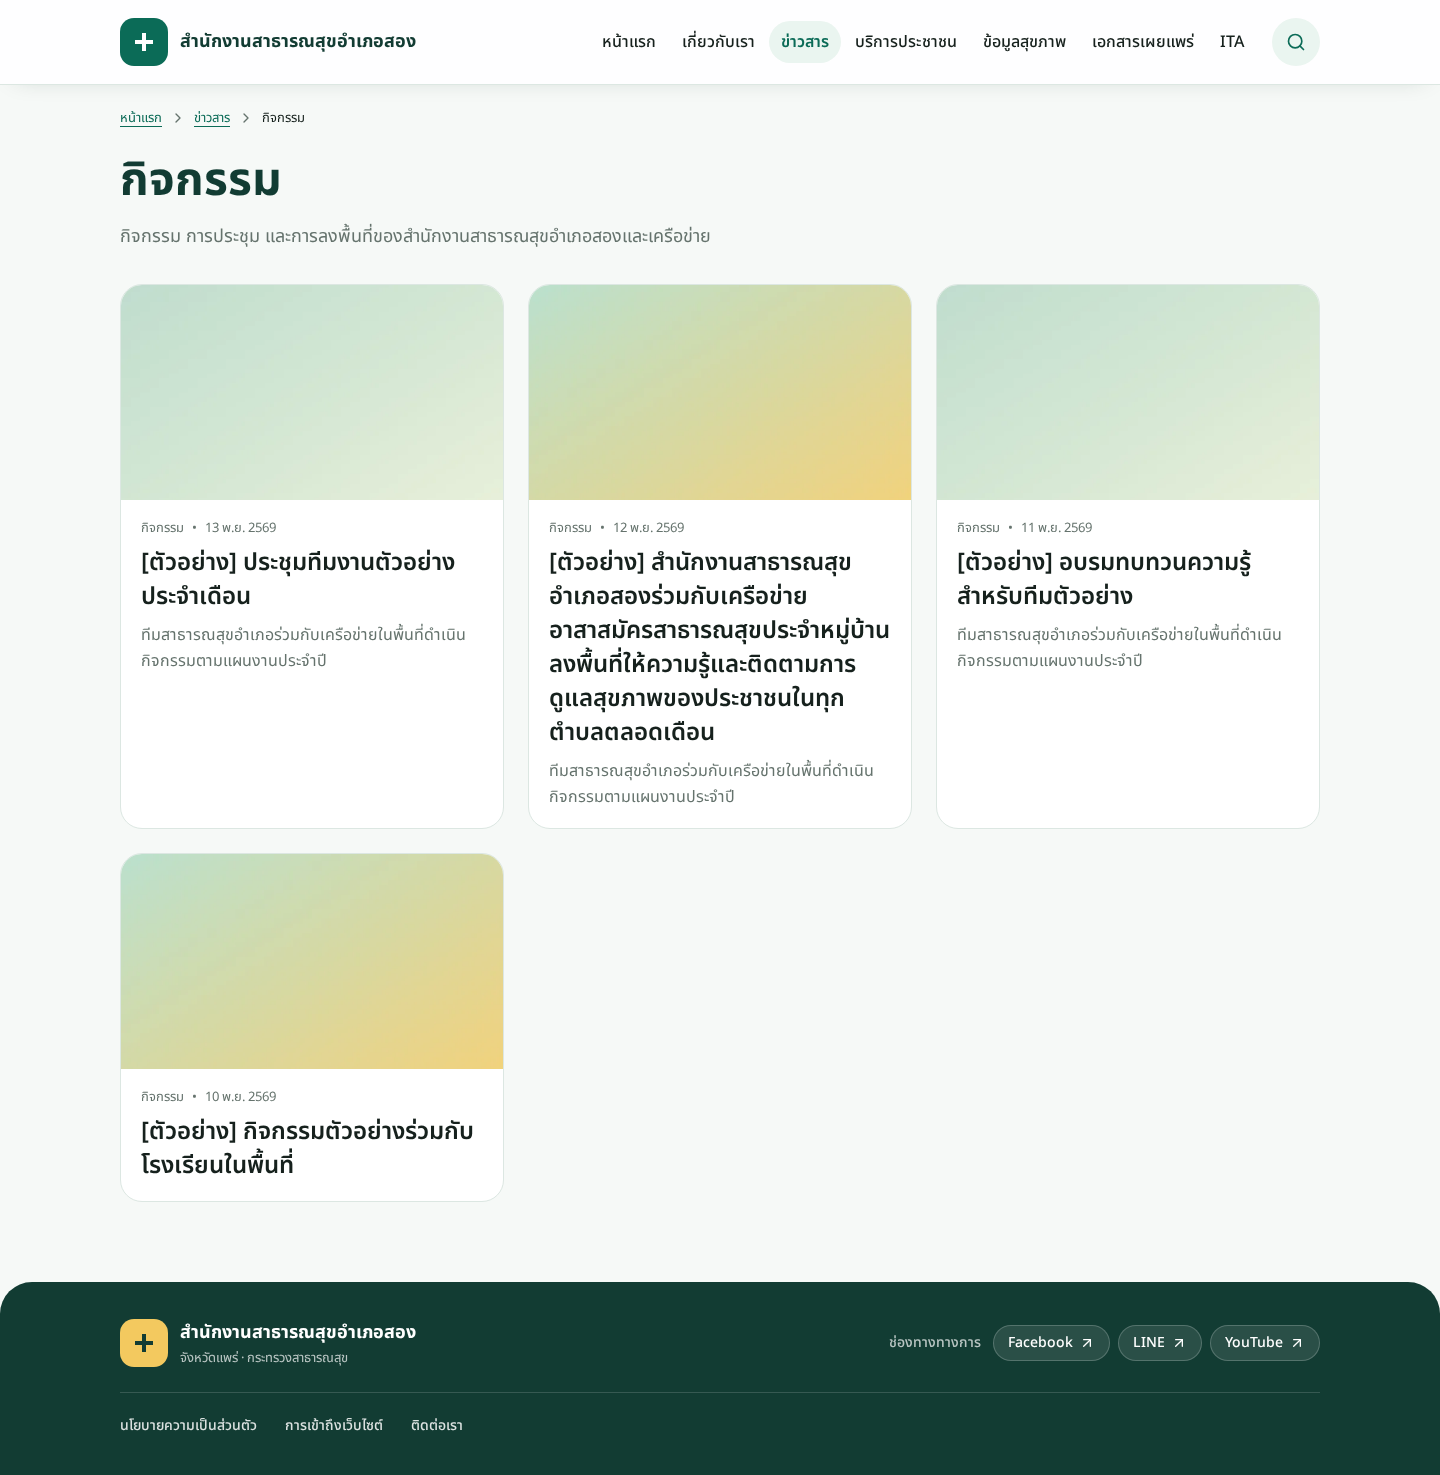 สำนักงานสาธารณสุขอำเภอสอง
หน้าแรก เกี่ยวกับเรา ข่าวสาร บริการประชาชน ข้อมูลสุขภาพ เอกสารเผยแพร่ ITA
หน้าแรก > ข่าวสาร > กิจกรรม
กิจกรรม
กิจกรรม การประชุม และการลงพื้นที่ของสำนักงานสาธารณสุขอำเภอสองและเครือข่าย
กิจกรรม • 13 พ.ย. 2569
[ตัวอย่าง] ประชุมทีมงานตัวอย่าง
ประจำเดือน
ทีมสาธารณสุขอำเภอร่วมกับเครือข่ายในพื้นที่ดำเนิน
กิจกรรมตามแผนงานประจำปี
กิจกรรม • 12 พ.ย. 2569
[ตัวอย่าง] สำนักงานสาธารณสุข
อำเภอสองร่วมกับเครือข่าย
อาสาสมัครสาธารณสุขประจำหมู่บ้าน
ลงพื้นที่ให้ความรู้และติดตามการ
ดูแลสุขภาพของประชาชนในทุก
ตำบลตลอดเดือน
ทีมสาธารณสุขอำเภอร่วมกับเครือข่ายในพื้นที่ดำเนิน
กิจกรรมตามแผนงานประจำปี
กิจกรรม • 11 พ.ย. 2569
[ตัวอย่าง] อบรมทบทวนความรู้
สำหรับทีมตัวอย่าง
ทีมสาธารณสุขอำเภอร่วมกับเครือข่ายในพื้นที่ดำเนิน
กิจกรรมตามแผนงานประจำปี
กิจกรรม • 10 พ.ย. 2569
[ตัวอย่าง] กิจกรรมตัวอย่างร่วมกับ
โรงเรียนในพื้นที่
สำนักงานสาธารณสุขอำเภอสอง
จังหวัดแพร่ · กระทรวงสาธารณสุข
ช่องทางทางการ Facebook LINE YouTube
นโยบายความเป็นส่วนตัว การเข้าถึงเว็บไซต์ ติดต่อเรา